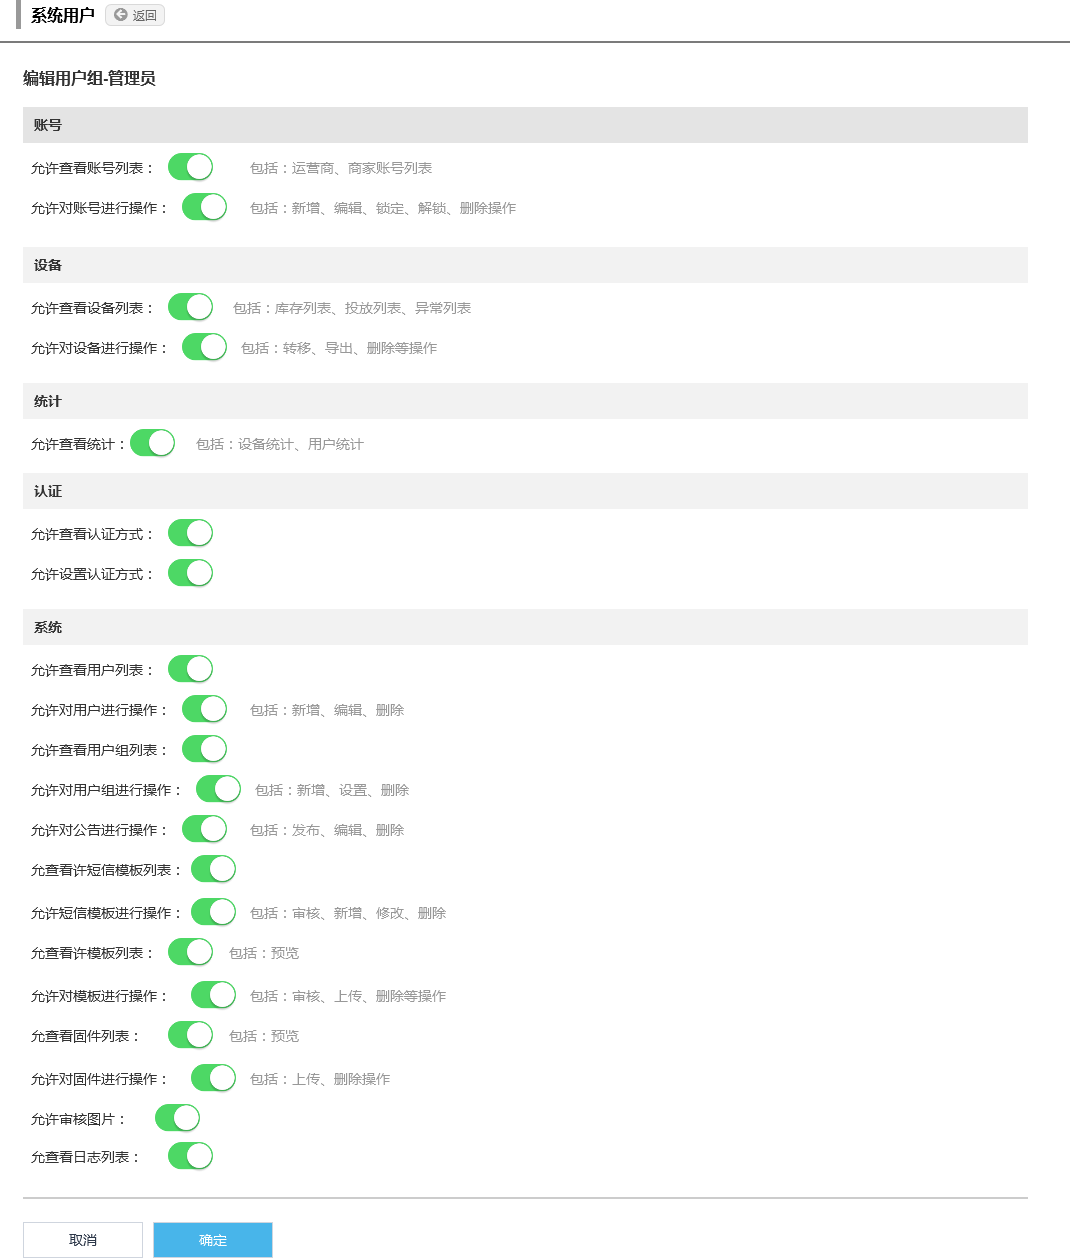 系统用户 返回
编辑用户组-管理员
账号
允许查看账号列表： 包括：运营商、商家账号列表
允许对账号进行操作： 包括：新增、编辑、锁定、解锁、删除操作
设备
允许查看设备列表： 包括：库存列表、投放列表、异常列表
允许对设备进行操作： 包括：转移、导出、删除等操作
统计
允许查看统计： 包括：设备统计、用户统计
认证
允许查看认证方式：
允许设置认证方式：
系统
允许查看用户列表：
允许对用户进行操作： 包括：新增、编辑、删除
允许查看用户组列表：
允许对用户组进行操作： 包括：新增、设置、删除
允许对公告进行操作： 包括：发布、编辑、删除
允查看许短信模板列表：
允许短信模板进行操作： 包括：审核、新增、修改、删除
允查看许模板列表： 包括：预览
允许对模板进行操作： 包括：审核、上传、删除等操作
允查看固件列表： 包括：预览
允许对固件进行操作： 包括：上传、删除操作
允许审核图片：
允查看日志列表：
取消 确定